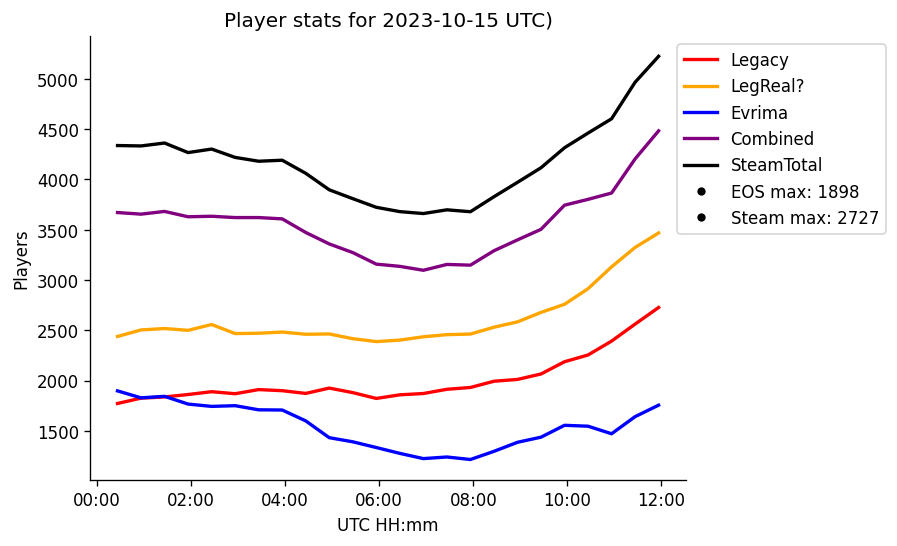 Player stats for 2023-10-15 UTC)
Players
5000
4500
4000
3500
3000
2500
2000
1500
00:00 02:00 04:00 06:00 08:00 10:00 12:00
UTC HH:mm
Legacy
LegReal?
Evrima
Combined
SteamTotal
EOS max: 1898
Steam max: 2727